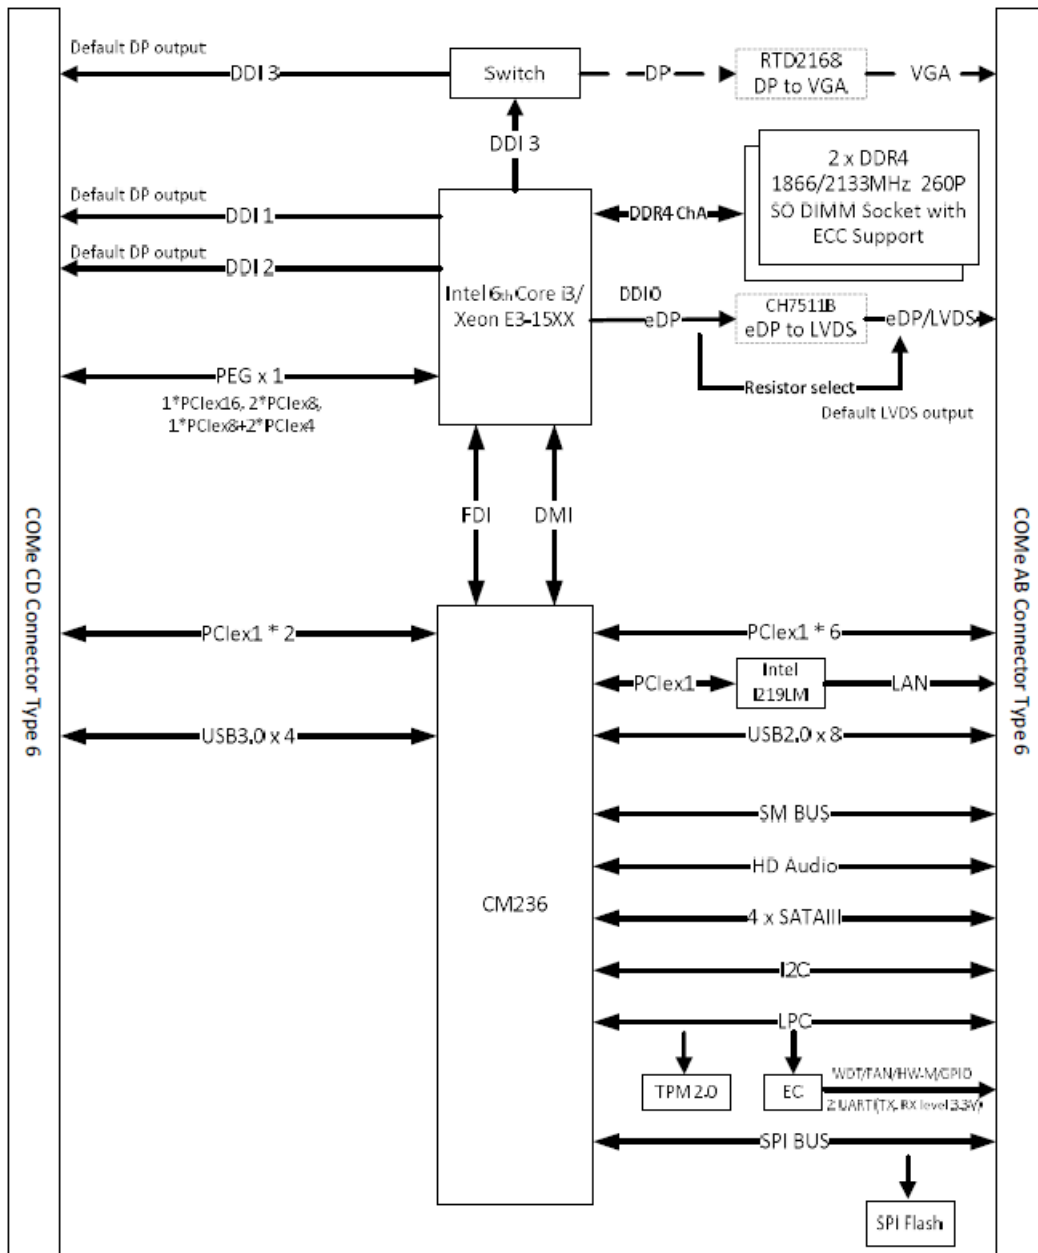 Default DP output
DDI 3
Switch
DP
RTD2168
DP to VGA
VGA
DDI 3
2 x DDR4
1866/2133MHz 260P
SO DIMM Socket with
ECC Support
Default DP output
DDI 1
DDR4 ChA
Default DP output
DDI 2
Intel 6th Core i3/
Xeon E3-15XX
DDI0
eDP
CH7511B
eDP to LVDS
eDP/LVDS
Resistor select
Default LVDS output
PEG x 1
1*PCIex16, 2*PCIex8,
1*PCIex8+2*PCIex4
FDI
DMI
COMe CD Connector Type 6
COMe AB Connector Type 6
PCIex1 * 2
PCIex1 * 6
PCIex1
Intel
I219LM
LAN
USB3.0 x 4
USB2.0 x 8
SM BUS
HD Audio
CM236
4 x SATAIII
I2C
LPC
TPM 2.0
EC
WDT/FAN/HW-M/GPIO
2 UART(TX, RX level 3.3V)
SPI BUS
SPI Flash